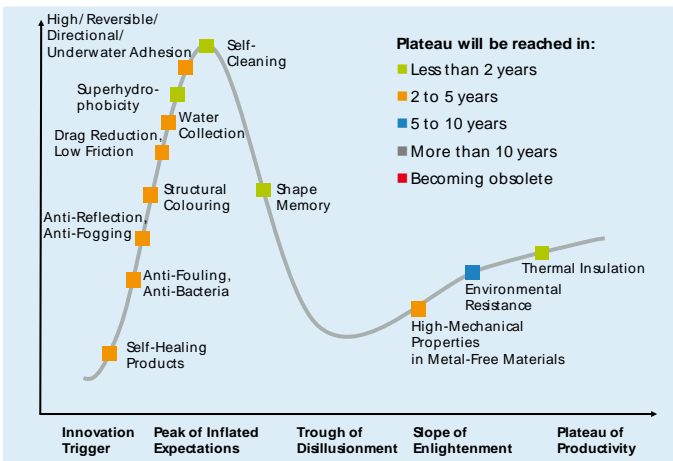 High/ Reversible/
Directional/
Underwater Adhesion
Self-
Cleaning
Superhydro-
phobicity
Water
Collection
Drag Reduction,
Low Friction
Structural
Colouring
Anti-Reflection,
Anti-Fogging
Anti-Fouling,
Anti-Bacteria
Self-Healing
Products
Shape
Memory
Plateau will be reached in:
Less than 2 years
2 to 5 years
5 to 10 years
More than 10 years
Becoming obsolete
Thermal Insulation
Environmental
Resistance
High-Mechanical
Properties
in Metal-Free Materials
Innovation
Trigger
Peak of Inflated
Expectations
Trough of
Disillusionment
Slope of
Enlightenment
Plateau of
Productivity